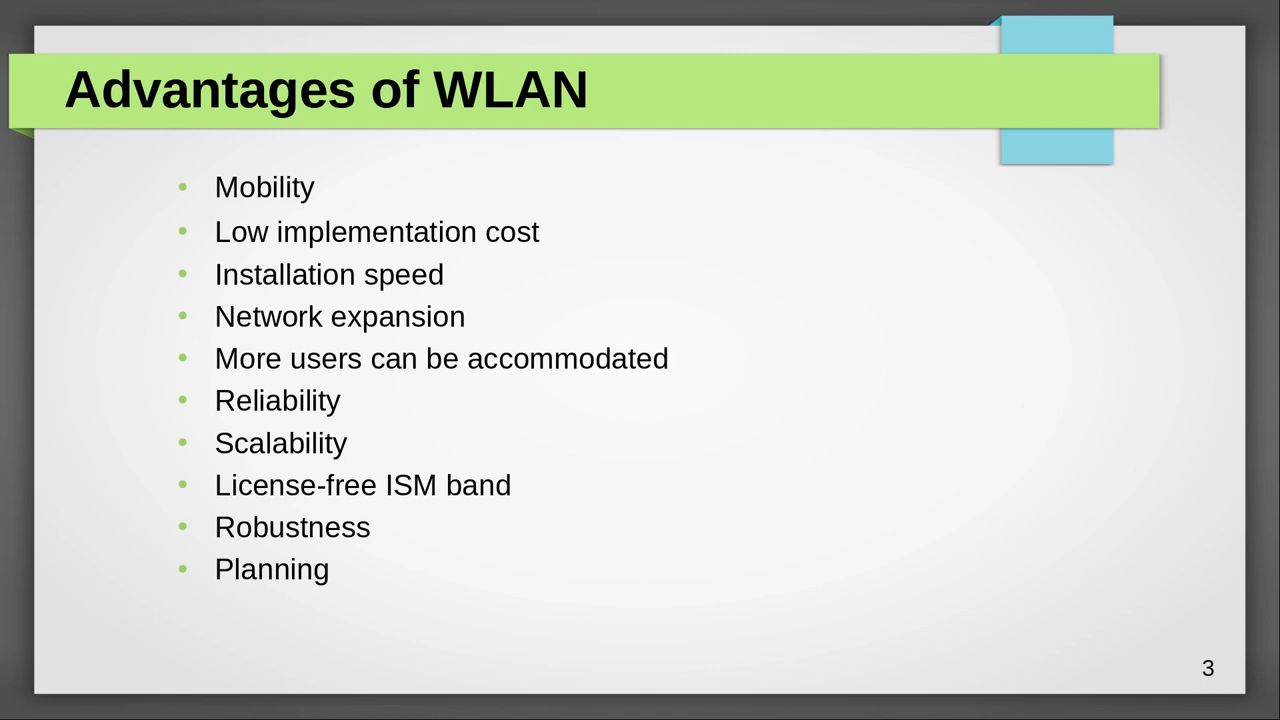 Advantages of WLAN
• Mobility
• Low implementation cost
• Installation speed
• Network expansion
• More users can be accommodated
• Reliability
• Scalability
• License-free ISM band
• Robustness
• Planning
3